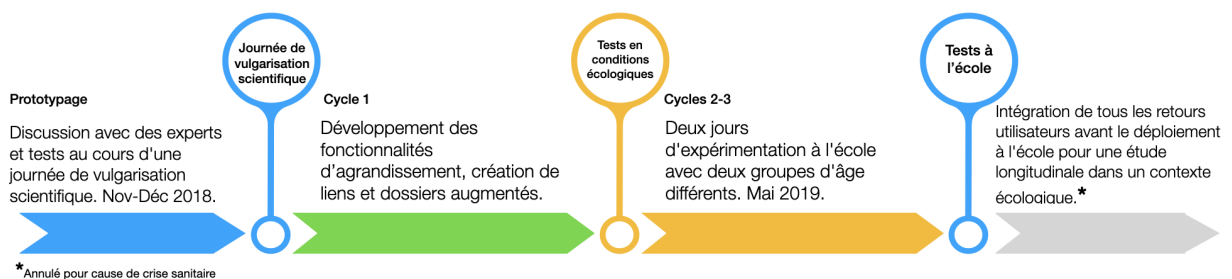 Journée de
vulgarisation
scientifique
Tests en
conditions
écologiques
Tests à
l'école
Prototypage
Discussion avec des experts
et tests au cours d'une
journée de vulgarisation
scientifique. Nov-Déc 2018.
Cycle 1
Développement des
fonctionnalités
d'agrandissement, création de
liens et dossiers augmentés.
Cycles 2-3
Deux jours
d'expérimentation à l'école
avec deux groupes d'âge
différents. Mai 2019.
Intégration de tous les retours
utilisateurs avant le déploiement
à l'école pour une étude
longitudinale dans un contexte
écologique.*
*Annulé pour cause de crise sanitaire